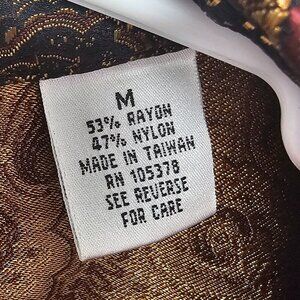 M
53% RAYON
47% NYLON
MADE IN TAIWAN
RN 105378
SEE REVERSE
FOR CARE